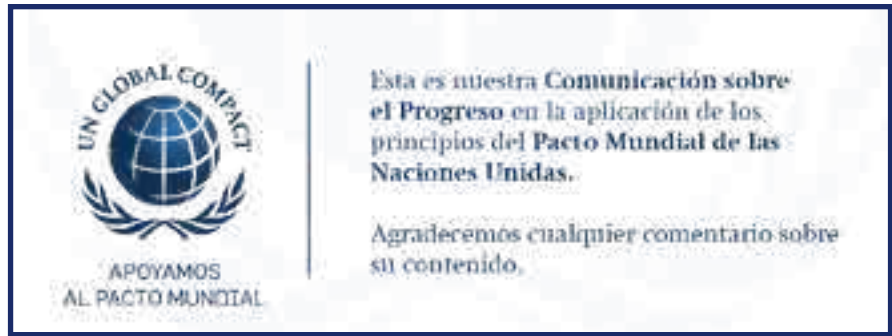 UN GLOBAL COMPACT
APOYAMOS
AL PACTO MUNDIAL
Esta es nuestra Comunicación sobre
el Progreso en la aplicación de los
principios del Pacto Mundial de las
Naciones Unidas.
Agradecemos cualquier comentario sobre
su contenido.